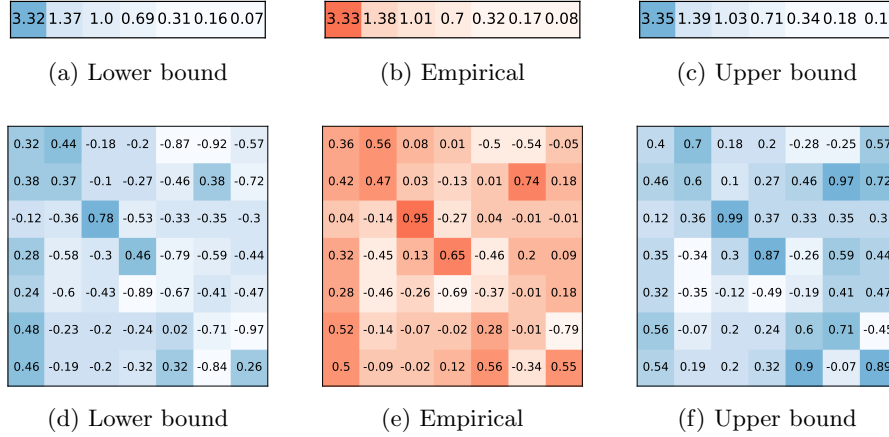 3.32 1.37 1.0 0.69 0.31 0.16 0.07
3.33 1.38 1.01 0.7 0.32 0.17 0.08
3.35 1.39 1.03 0.71 0.34 0.18 0.1
(a) Lower bound
(b) Empirical
(c) Upper bound
0.32 0.44 -0.18 -0.2 -0.87 -0.92 -0.57
0.38 0.37 -0.1 -0.27 -0.46 0.38 -0.72
-0.12 -0.36 0.78 -0.53 -0.33 -0.35 -0.3
0.28 -0.58 -0.3 0.46 -0.79 -0.59 -0.44
0.24 -0.6 -0.43 -0.89 -0.67 -0.41 -0.47
0.48 -0.23 -0.2 -0.24 0.02 -0.71 -0.97
0.46 -0.19 -0.2 -0.32 0.32 -0.84 0.26
(d) Lower bound
0.36 0.56 0.08 0.01 -0.5 -0.54 -0.05
0.42 0.47 0.03 -0.13 0.01 0.74 0.18
0.04 -0.14 0.95 -0.27 0.04 -0.01 -0.01
0.32 -0.45 0.13 0.65 -0.46 0.2 0.09
0.28 -0.46 -0.26 -0.69 -0.37 -0.01 0.18
0.52 -0.14 -0.07 -0.02 0.28 -0.01 -0.79
0.5 -0.09 -0.02 0.12 0.56 -0.34 0.55
(e) Empirical
0.4 0.7 0.18 0.2 -0.28 -0.25 0.57
0.46 0.6 0.1 0.27 0.46 0.97 0.72
0.12 0.36 0.99 0.37 0.33 0.35 0.3
0.35 -0.34 0.3 0.87 -0.26 0.59 0.44
0.32 -0.35 -0.12 -0.49 -0.19 0.41 0.47
0.56 -0.07 0.2 0.24 0.6 0.71 -0.45
0.54 0.19 0.2 0.32 0.9 -0.07 0.89
(f) Upper bound